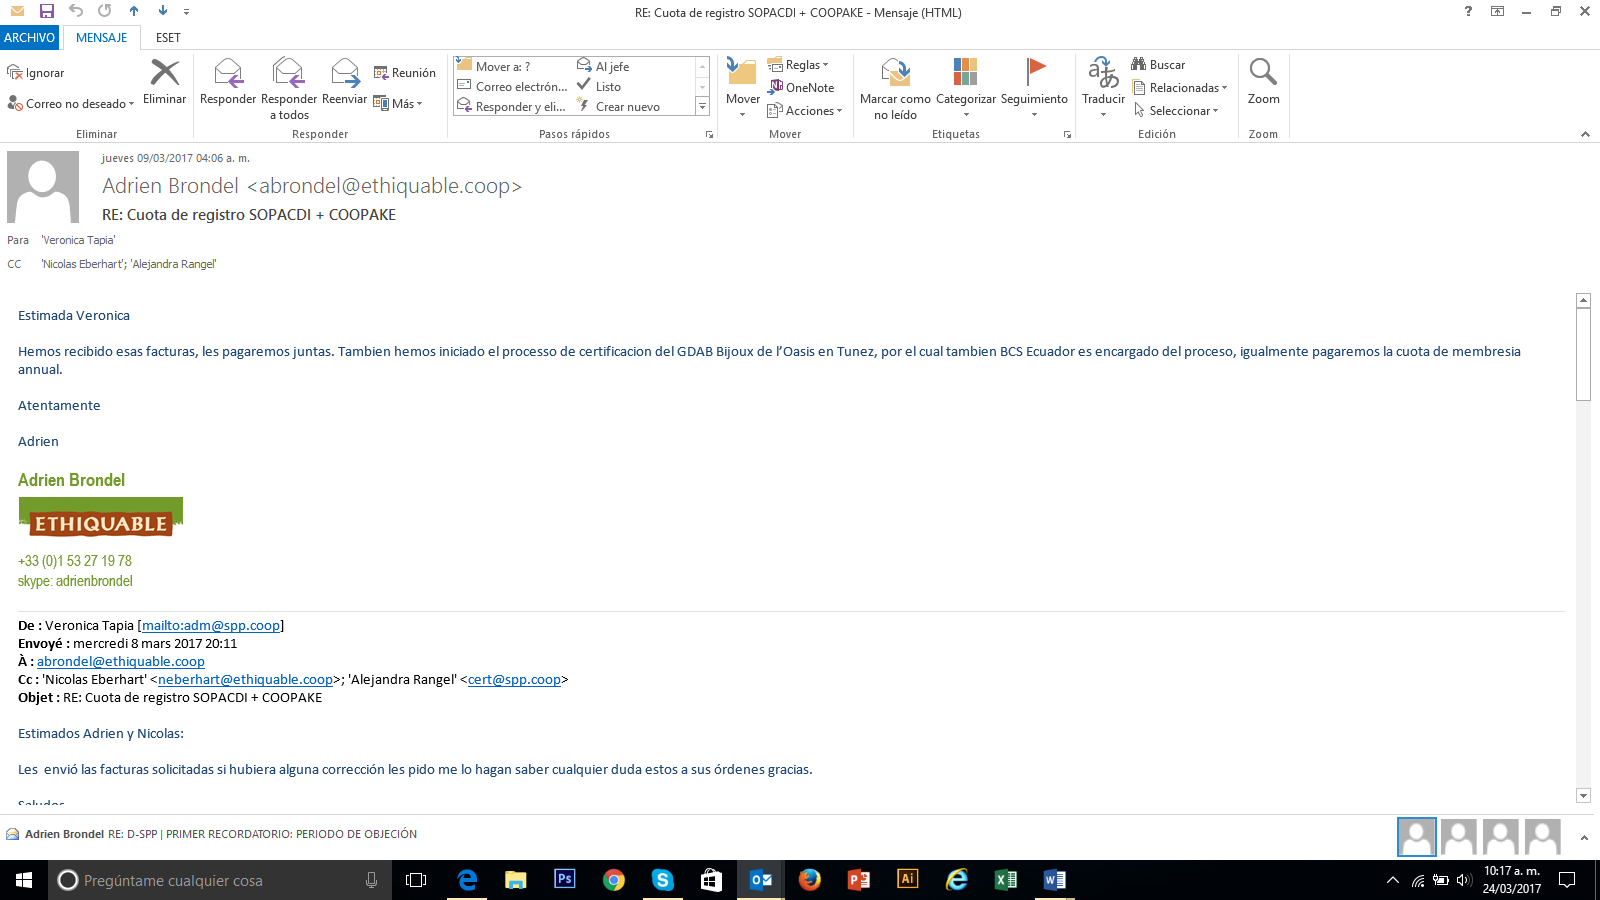 RE: Cuota de registro SOPACDI + COOPAKE - Mensaje (HTML)
ARCHIVO MENSAJE ESET
Ignorar
Correo no deseado
Eliminar
Eliminar
Responder
Responder a todos
Reenviar
Reunión
Más
Responder
Mover a: ?
Correo electrón...
Responder y eli...
Al jefe
Listo
Crear nuevo
Pasos rápidos
Mover
Reglas
OneNote
Acciones
Mover
Marcar como no leído
Categorizar
Seguimiento
Etiquetas
Traducir
Buscar
Relacionadas
Seleccionar
Edición
Zoom
Zoom
jueves 09/03/2017 04:06 a. m.
Adrien Brondel <abrondel@ethiquable.coop>
RE: Cuota de registro SOPACDI + COOPAKE
Para 'Veronica Tapia'
CC 'Nicolas Eberhart'; 'Alejandra Rangel'
Estimada Veronica
Hemos recibido esas facturas, les pagaremos juntas. Tambien hemos iniciado el processo de certificacion del GDAB Bijoux de l’Oasis en Tunez, por el cual tambien BCS Ecuador es encargado del proceso, igualmente pagaremos la cuota de membresia
annual.
Atentamente
Adrien
Adrien Brondel
ETHIQUABLE
+33 (0)1 53 27 19 78
skype: adrienbrondel
De : Veronica Tapia [mailto:adm@spp.coop]
Envoyé : mercredi 8 mars 2017 20:11
À : abrondel@ethiquable.coop
Cc : 'Nicolas Eberhart' <neberhart@ethiquable.coop>; 'Alejandra Rangel' <cert@spp.coop>
Objet : RE: Cuota de registro SOPACDI + COOPAKE
Estimados Adrien y Nicolas:
Les envió las facturas solicitadas si hubiera alguna corrección les pido me lo hagan saber cualquier duda estos a sus órdenes gracias.
Saludos
Adrien Brondel RE: D-SPP | PRIMER RECORDATORIO: PERIODO DE OBJECIÓN
Pregúntame cualquier cosa
10:17 a. m.
24/03/2017